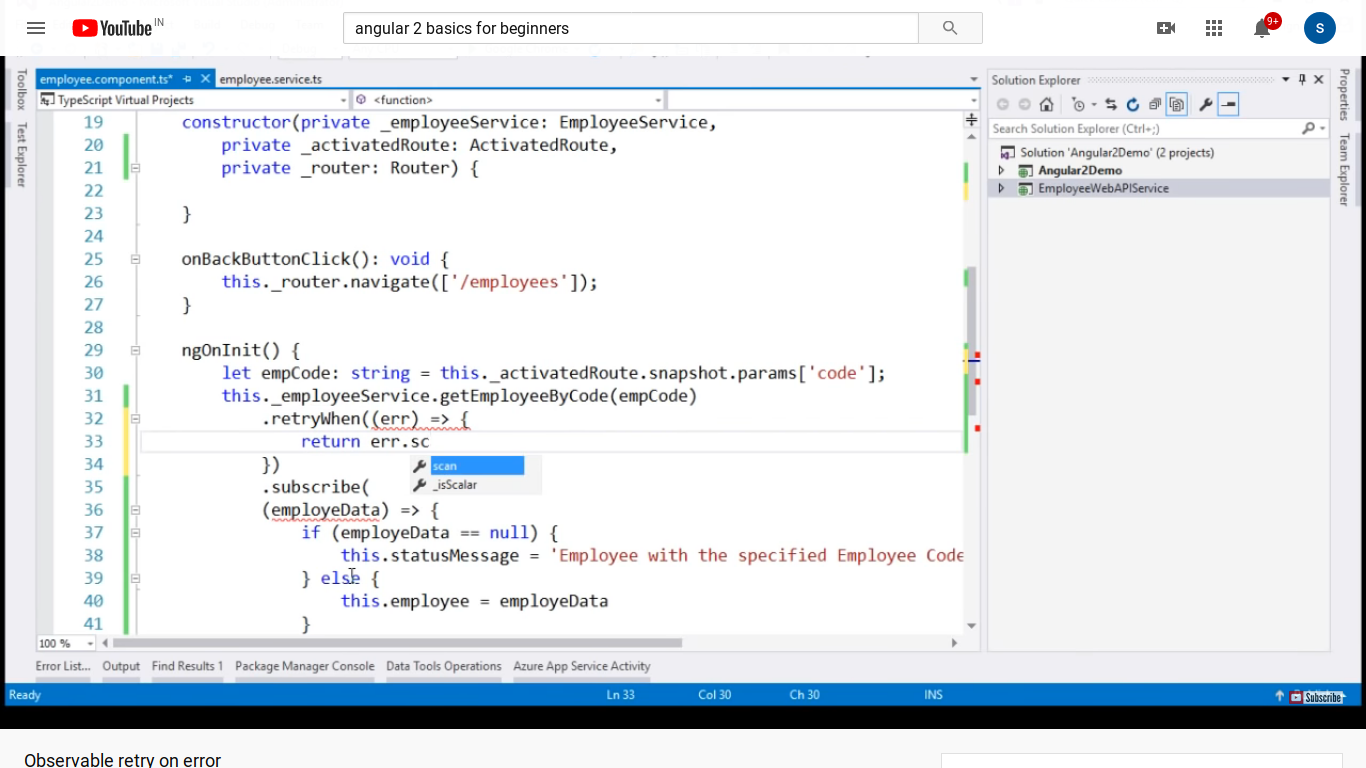 YouTube IN
angular 2 basics for beginners
9+
S
Toolbox
Test Explorer
employee.component.ts*
employee.service.ts
TypeScript Virtual Projects
<function>
19 constructor(private _employeeService: EmployeeService,
20 private _activatedRoute: ActivatedRoute,
21 private _router: Router) {
22
23 }
24
25 onBackButtonClick(): void {
26 this._router.navigate(['/employees']);
27 }
28
29 ngOnInit() {
30 let empCode: string = this._activatedRoute.snapshot.params['code'];
31 this._employeeService.getEmployeeByCode(empCode)
32 .retryWhen((err) => {
33 return err.sc
scan
_isScalar
34 })
35 .subscribe(
36 (employeData) => {
37 if (employeData == null) {
38 this.statusMessage = 'Employee with the specified Employee Code
39 } else {
40 this.employee = employeData
41 }
100 %
Solution Explorer
Search Solution Explorer (Ctrl+;)
Solution 'Angular2Demo' (2 projects)
Angular2Demo
EmployeeWebAPIService
Properties
Team Explorer
Error List...
Output
Find Results 1
Package Manager Console
Data Tools Operations
Azure App Service Activity
Ready
Ln 33
Col 30
Ch 30
INS
Subscribe
Observable retry on error